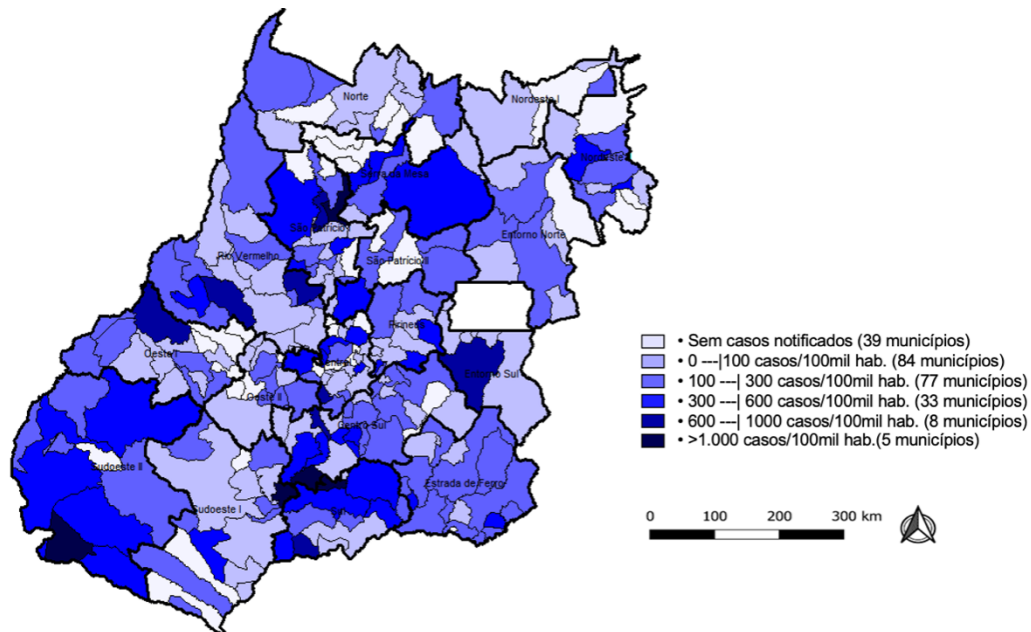 Norte
Nordeste I
Nordeste
Serra da Mesa
São Patrício I
Entorno Norte
Rio Vermelho
São Patrício II
Pirineus
Oeste I
Central
Entorno Sul
Oeste II
Centro Sul
Sudoeste II
Estrada de Ferro
Sudoeste I
Sul
• Sem casos notificados (39 municípios)
• 0 ---|100 casos/100mil hab. (84 municípios)
• 100 ---| 300 casos/100mil hab. (77 municípios)
• 300 ---| 600 casos/100mil hab. (33 municípios)
• 600 ---| 1000 casos/100mil hab. (8 municípios)
• >1.000 casos/100mil hab.(5 municípios)
0 100 200 300 km